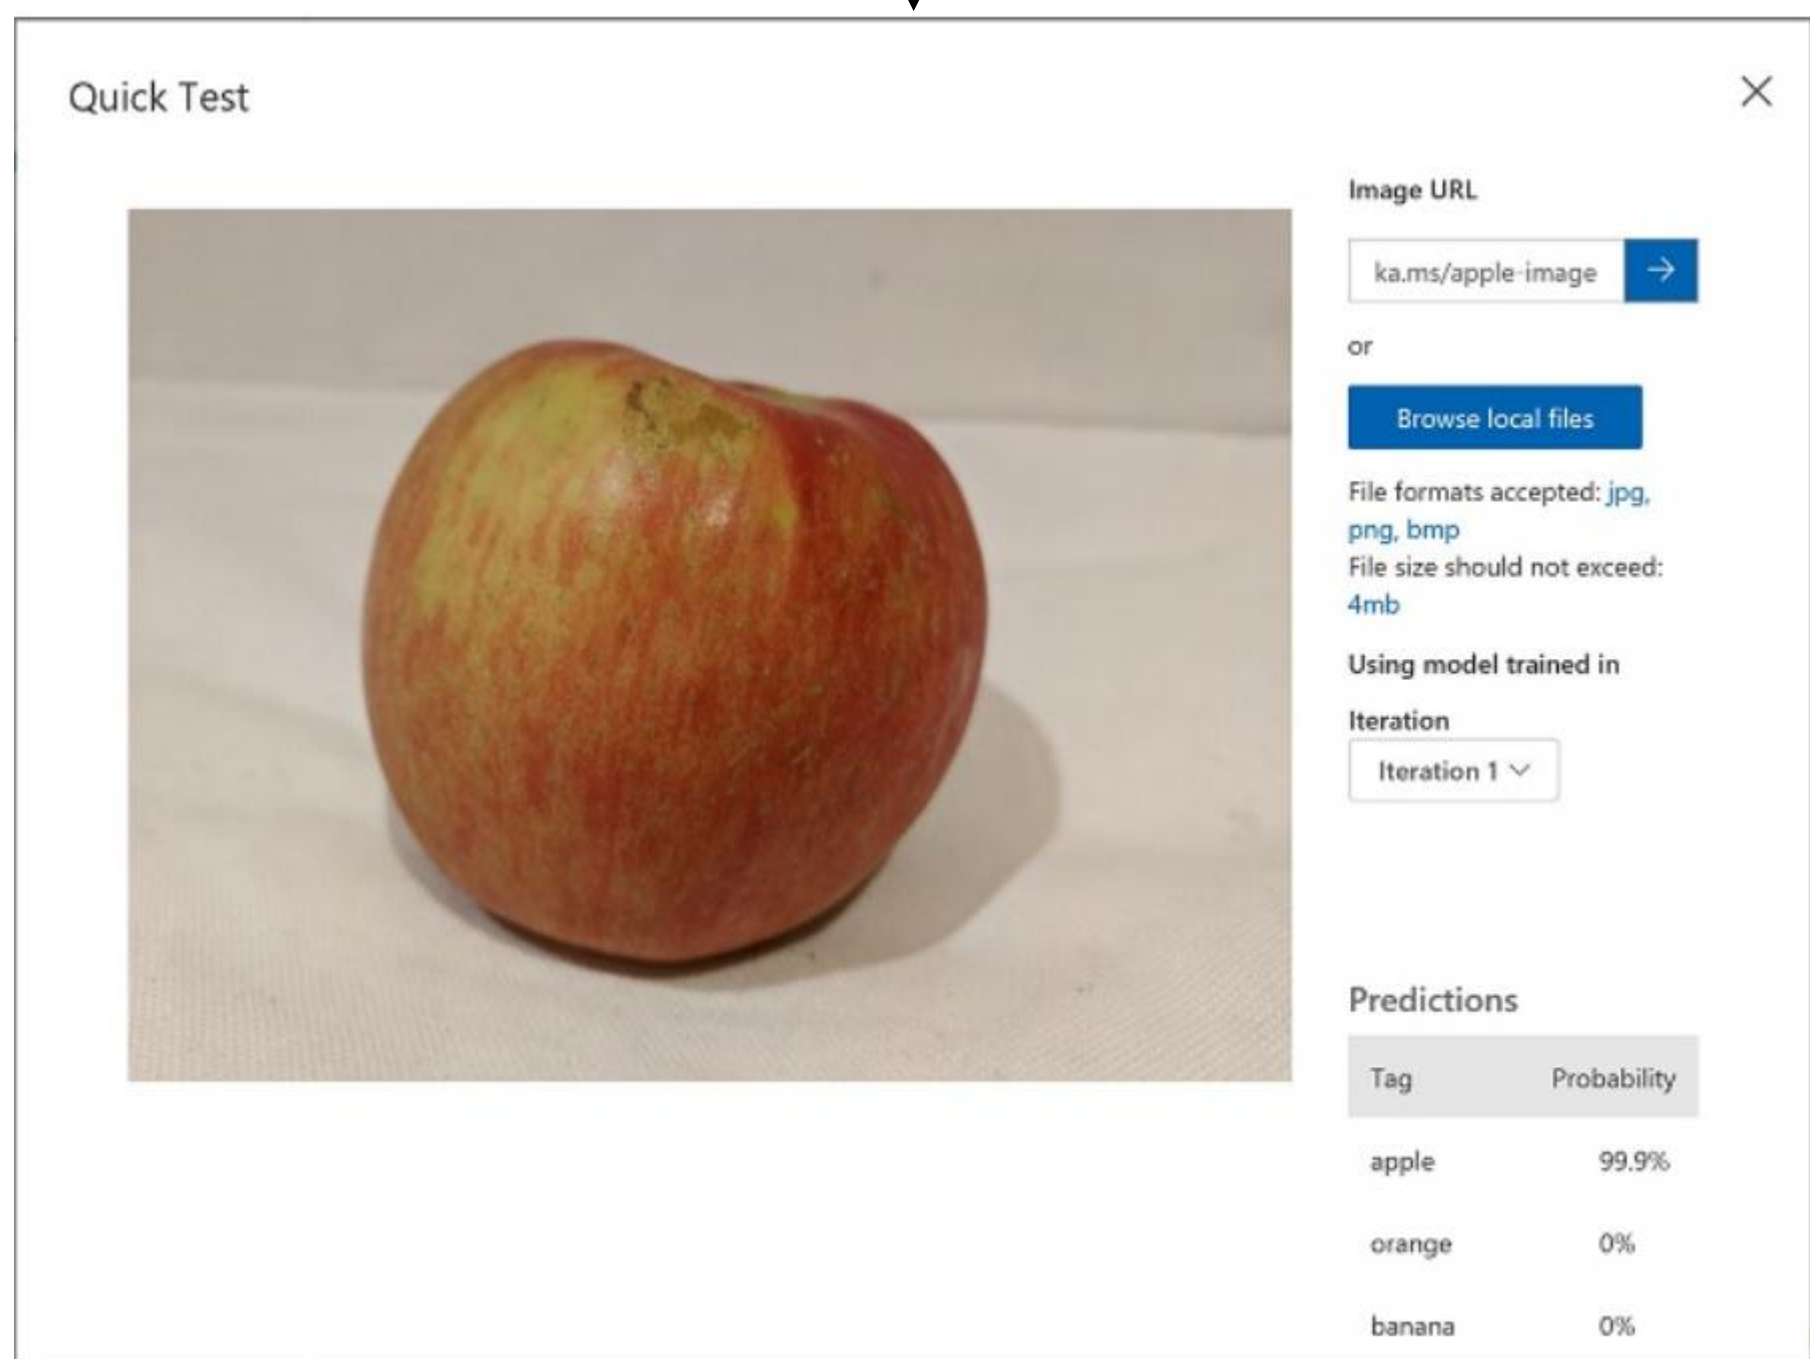 Quick Test
Image URL
ka.ms/apple-image
or
Browse local files
File formats accepted: jpg,
png, bmp
File size should not exceed:
4mb
Using model trained in
Iteration
Iteration 1
Predictions
Tag Probability
apple 99.9%
orange 0%
banana 0%